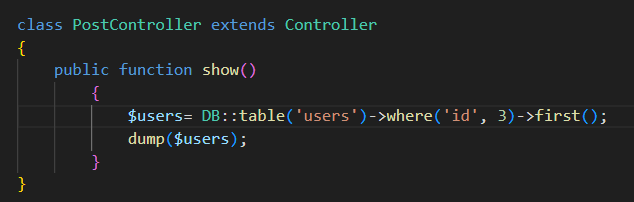 class PostController extends Controller
{
    public function show()
        {
            $users= DB::table('users')->where('id', 3)->first();
            dump($users);
        }
}